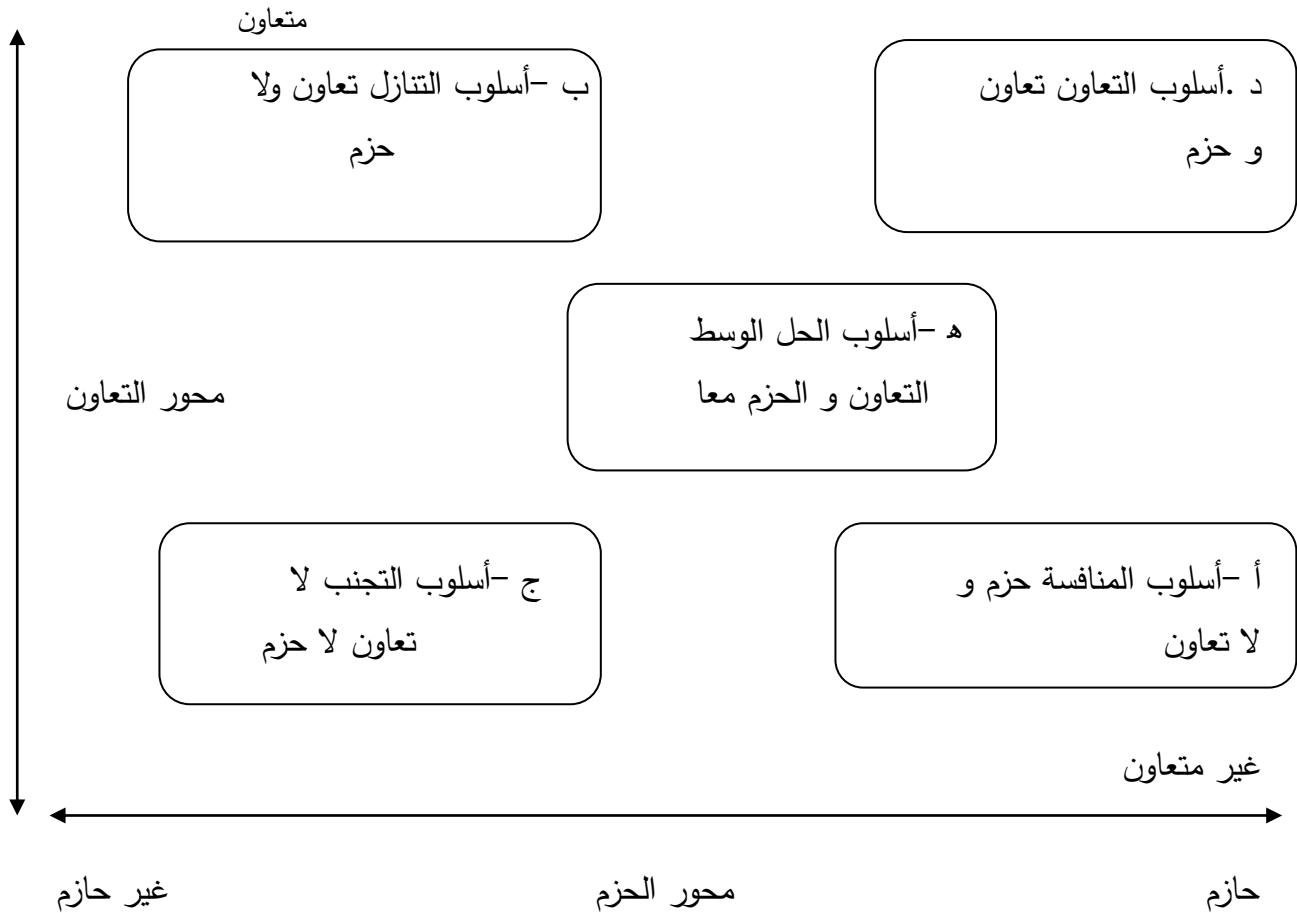 متعاون
د .أسلوب التعاون تعاون
و حزم
ب –أسلوب التنازل تعاون ولا
حزم
ه –أسلوب الحل الوسط
التعاون و الحزم معا
محور التعاون
أ –أسلوب المنافسة حزم و
لا تعاون
ج –أسلوب التجنب لا
تعاون لا حزم
غير متعاون
حازم
محور الحزم
غير حازم